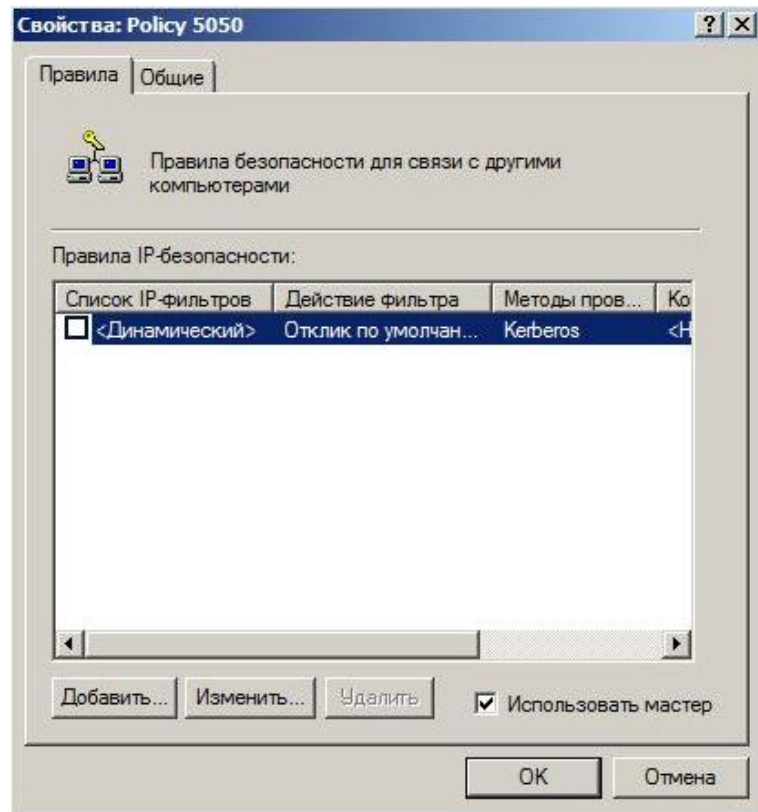 Свойства: Policy 5050
Правила Общие
Правила безопасности для связи с другими
компьютерами
Правила IP-безопасности:
Список IP-фильтров Действие фильтра Методы пров... Ко
<Динамический> Отклик по умолчан... Kerberos <Н
Добавить... Изменить... Удалить Использовать мастер
OK Отмена